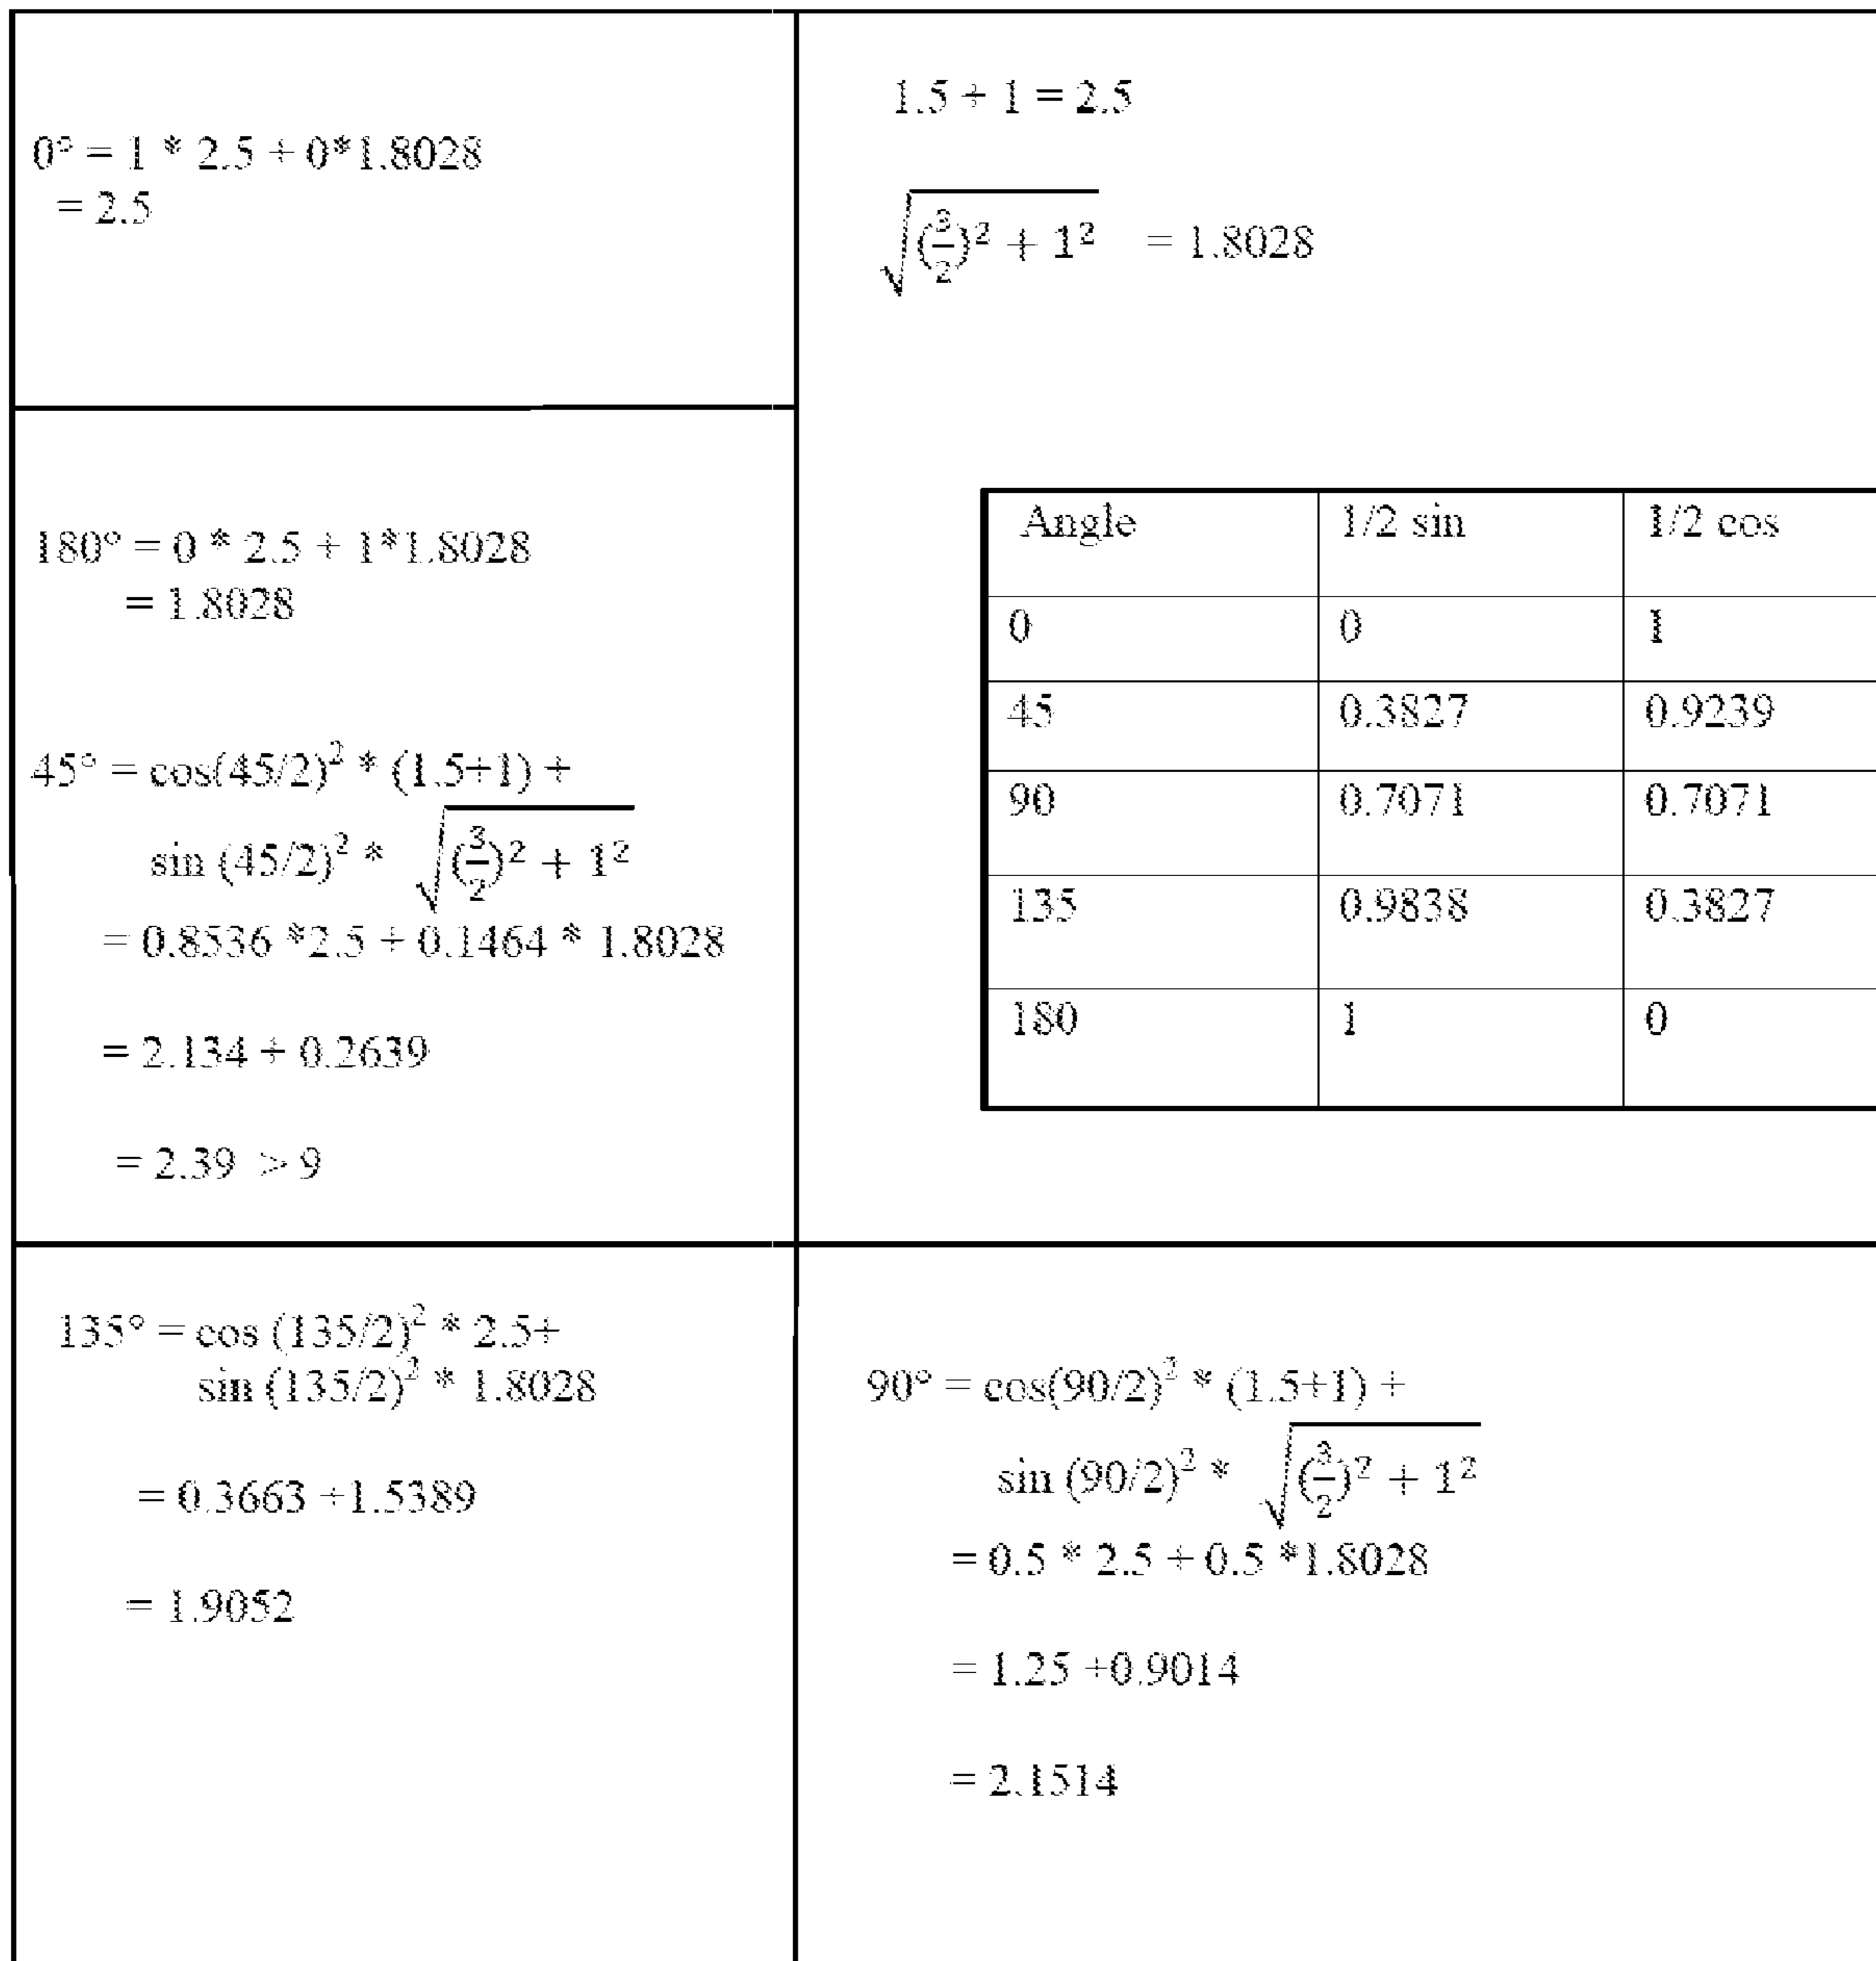 0° = 1 * 2.5 + 0*1.8028
= 2.5
1.5 + 1 = 2.5
√((3/2)² + 1²) = 1.8028
180° = 0 * 2.5 + 1*1.8028
= 1.8028
45° = cos(45/2)² * (1.5+1) +
sin (45/2)² * √((3/2)² + 1²)
= 0.8536 *2.5 + 0.1464 * 1.8028
= 2.134 + 0.2639
= 2.39 > 9
Angle 1/2 sin 1/2 cos
0 0 1
45 0.3827 0.9239
90 0.7071 0.7071
135 0.9838 0.3827
180 1 0
135° = cos (135/2)² * 2.5+
sin (135/2)² * 1.8028
= 0.3663 +1.5389
= 1.9052
90° = cos(90/2)² * (1.5+1) +
sin (90/2)² * √((3/2)² + 1²)
= 0.5 * 2.5 + 0.5 *1.8028
= 1.25 +0.9014
= 2.1514